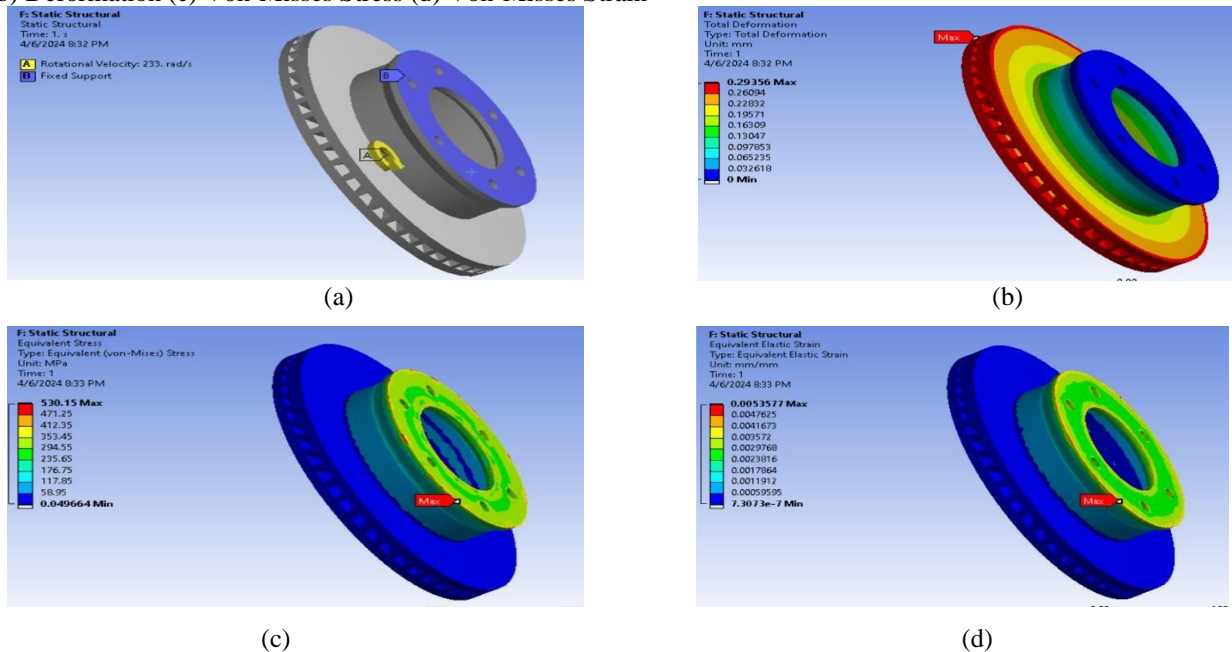 Deformation (c) Von-Misses Stress (d) Von-Misses Strain
F: Static Structural
Static Structural
Time: 1. s
4/6/2024 8:32 PM
A Rotational Velocity: 233. rad/s
B Fixed Support
B
A
(a)
F: Static Structural
Total Deformation
Type: Total Deformation
Unit: mm
Time: 1
4/6/2024 8:32 PM
Max
0.29356 Max
0.26094
0.22832
0.19571
0.16309
0.13047
0.097853
0.065235
0.032618
0 Min
(b)
F: Static Structural
Equivalent Stress
Type: Equivalent (von-Mises) Stress
Unit: MPa
Time: 1
4/6/2024 8:33 PM
530.15 Max
471.25
412.35
353.45
294.55
235.65
176.75
117.85
58.95
0.049664 Min
Max
(c)
F: Static Structural
Equivalent Elastic Strain
Type: Equivalent Elastic Strain
Unit: mm/mm
Time: 1
4/6/2024 8:33 PM
0.0053577 Max
0.0047625
0.0041673
0.003572
0.0029768
0.0023816
0.0017864
0.0011912
0.00059595
7.3073e-7 Min
Max
(d)